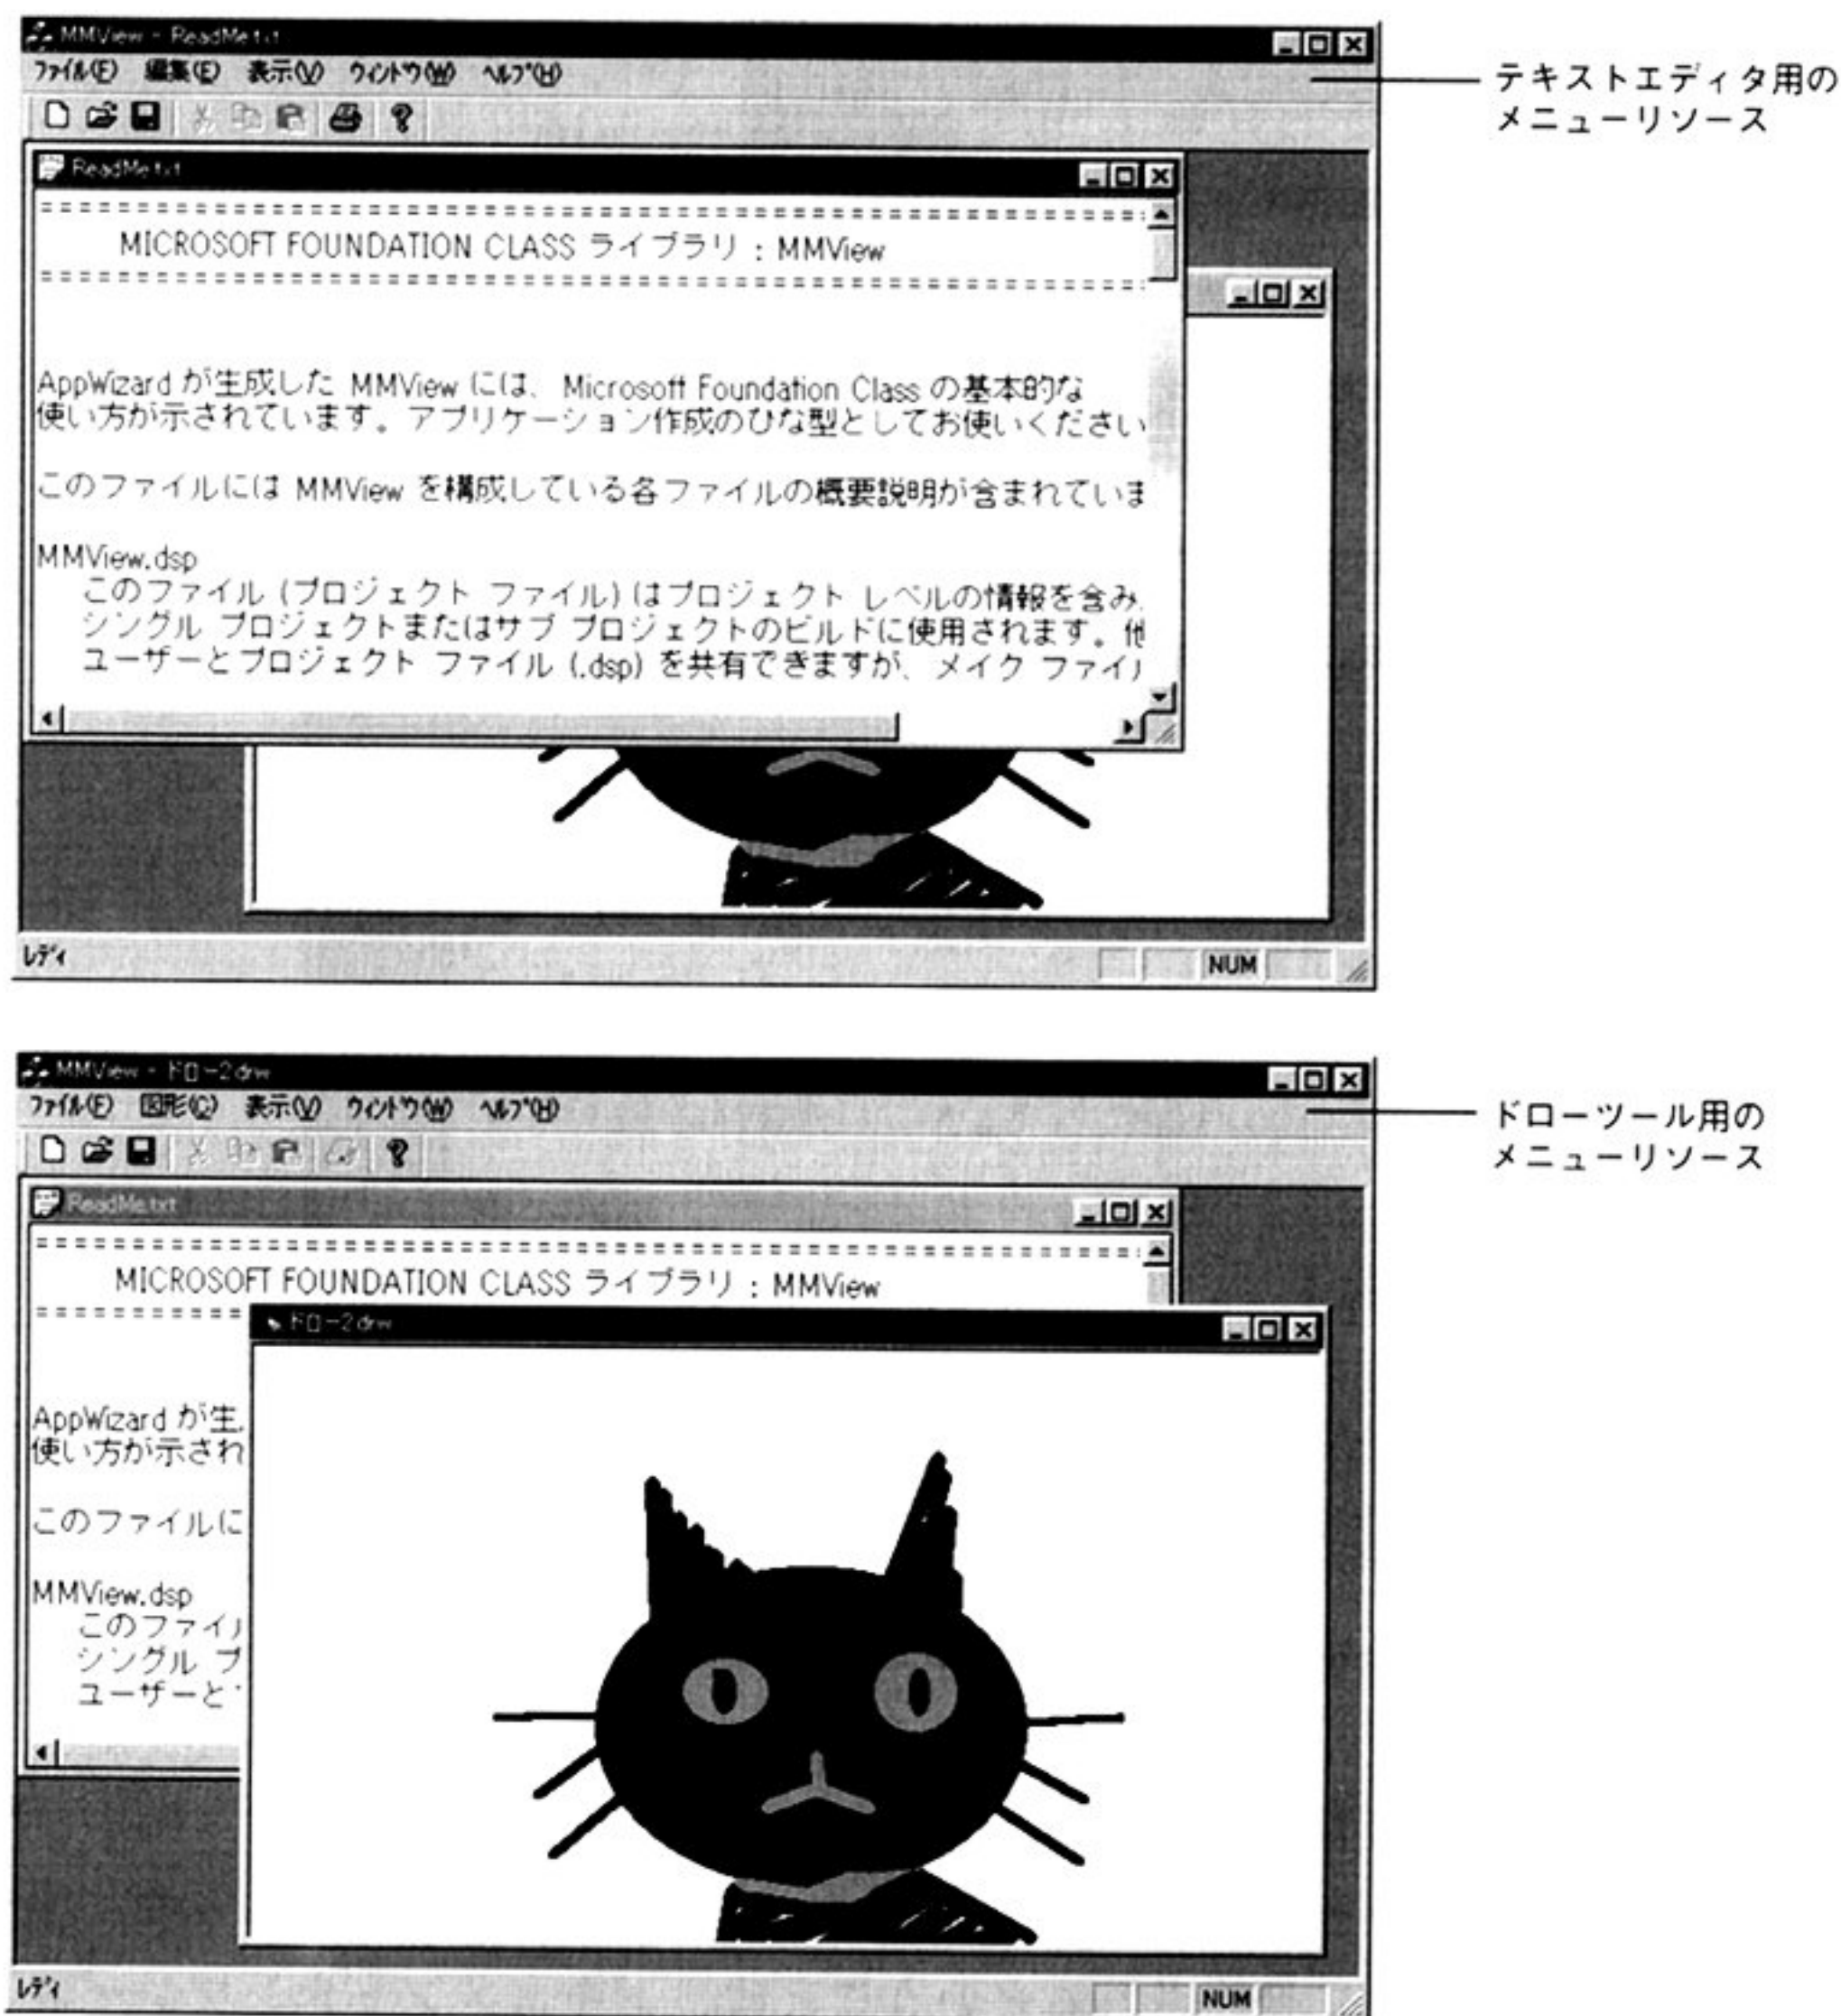 MMView - ReadMe.txt
ファイル(F) 編集(E) 表示(V) ウィンドウ(W) ヘルプ(H)
テキストエディタ用の
メニューリソース
ReadMe.txt
============================================================
MICROSOFT FOUNDATION CLASS ライブラリ : MMView
============================================================
AppWizard が生成した MMView には、 Microsoft Foundation Class の基本的な
使い方が示されています。アプリケーション作成のひな型としてお使いください
このファイルには MMView を構成している各ファイルの概要説明が含まれていま
MMView.dsp
このファイル (プロジェクト ファイル) はプロジェクト レベルの情報を含み、
シングル プロジェクトまたはサブ プロジェクトのビルドに使用されます。他
ユーザーとプロジェクト ファイル (.dsp) を共有できますが、メイク ファイル
レディ
NUM
MMView - ドロー2.drw
ファイル(F) 図形(C) 表示(V) ウィンドウ(W) ヘルプ(H)
ドローツール用の
メニューリソース
ReadMe.txt
============================================================
MICROSOFT FOUNDATION CLASS ライブラリ : MMView
===========
ドロー2.drw
AppWizard が生
使い方が示され
このファイルに
MMView.dsp
このファイル
シングル プ
ユーザーと
レディ
NUM